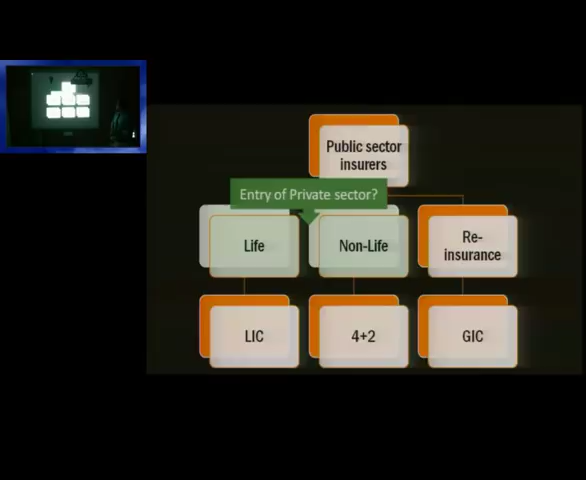 Public sector
insurers
Entry of Private sector?
Life
Non-Life
Re-
insurance
LIC
4+2
GIC